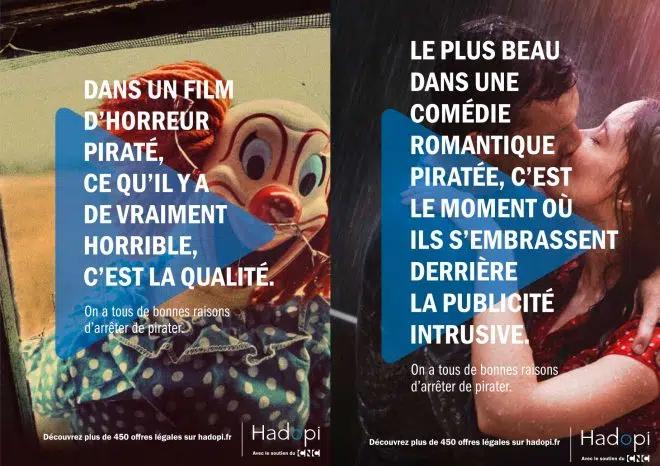 DANS UN FILM
D'HORREUR
PIRATÉ,
CE QU'IL Y A
DE VRAIMENT
HORRIBLE,
C'EST LA QUALITÉ.
On a tous de bonnes raisons
d'arrêter de pirater.
Découvrez plus de 450 offres légales sur hadopi.fr
Hadopi
Avec le soutien du CNC
LE PLUS BEAU
DANS UNE
COMÉDIE
ROMANTIQUE
PIRATÉE, C'EST
LE MOMENT OÙ
ILS S'EMBRASSENT
DERRIÈRE
LA PUBLICITÉ
INTRUSIVE.
On a tous de bonnes raisons
d'arrêter de pirater.
Découvrez plus de 450 offres légales sur hadopi.fr
Hadopi
Avec le soutien du CNC